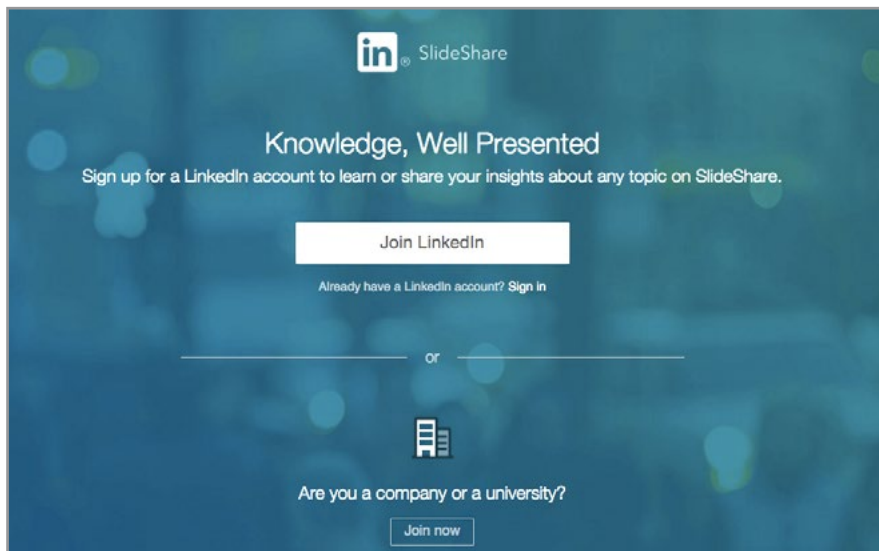 in® SlideShare
Knowledge, Well Presented
Sign up for a LinkedIn account to learn or share your insights about any topic on SlideShare.
Join LinkedIn
Already have a LinkedIn account? Sign in
or
Are you a company or a university?
Join now